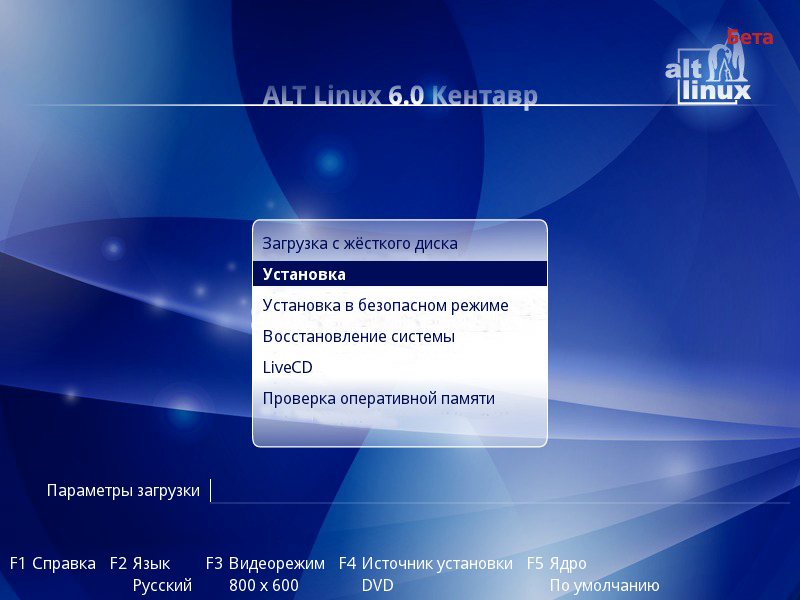 Бета
alt
linux
ALT Linux 6.0 Кентавр
Загрузка с жёсткого диска
Установка
Установка в безопасном режиме
Восстановление системы
LiveCD
Проверка оперативной памяти
Параметры загрузки
F1 Справка F2 Язык F3 Видеорежим F4 Источник установки F5 Ядро
Русский 800 x 600 DVD По умолчанию